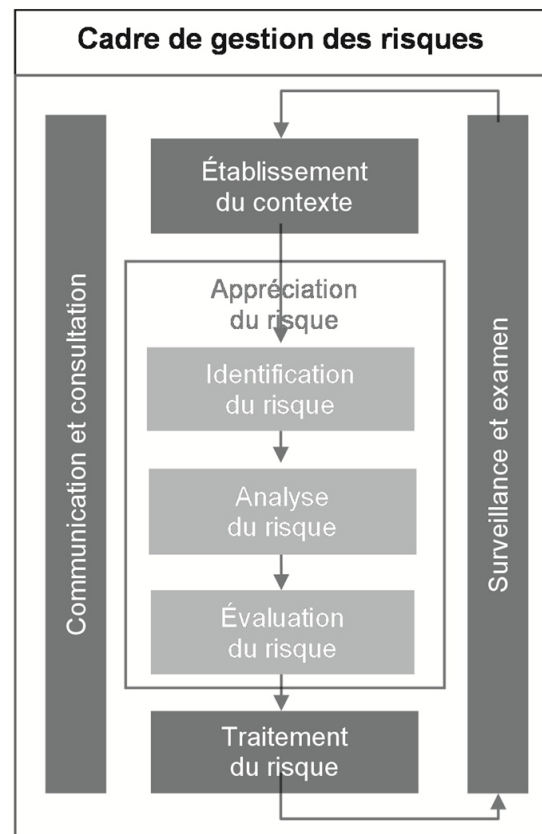 Cadre de gestion des risques
Communication et consultation
Établissement
du contexte
Appréciation
du risque
Identification
du risque
Analyse
du risque
Évaluation
du risque
Traitement
du risque
Surveillance et examen